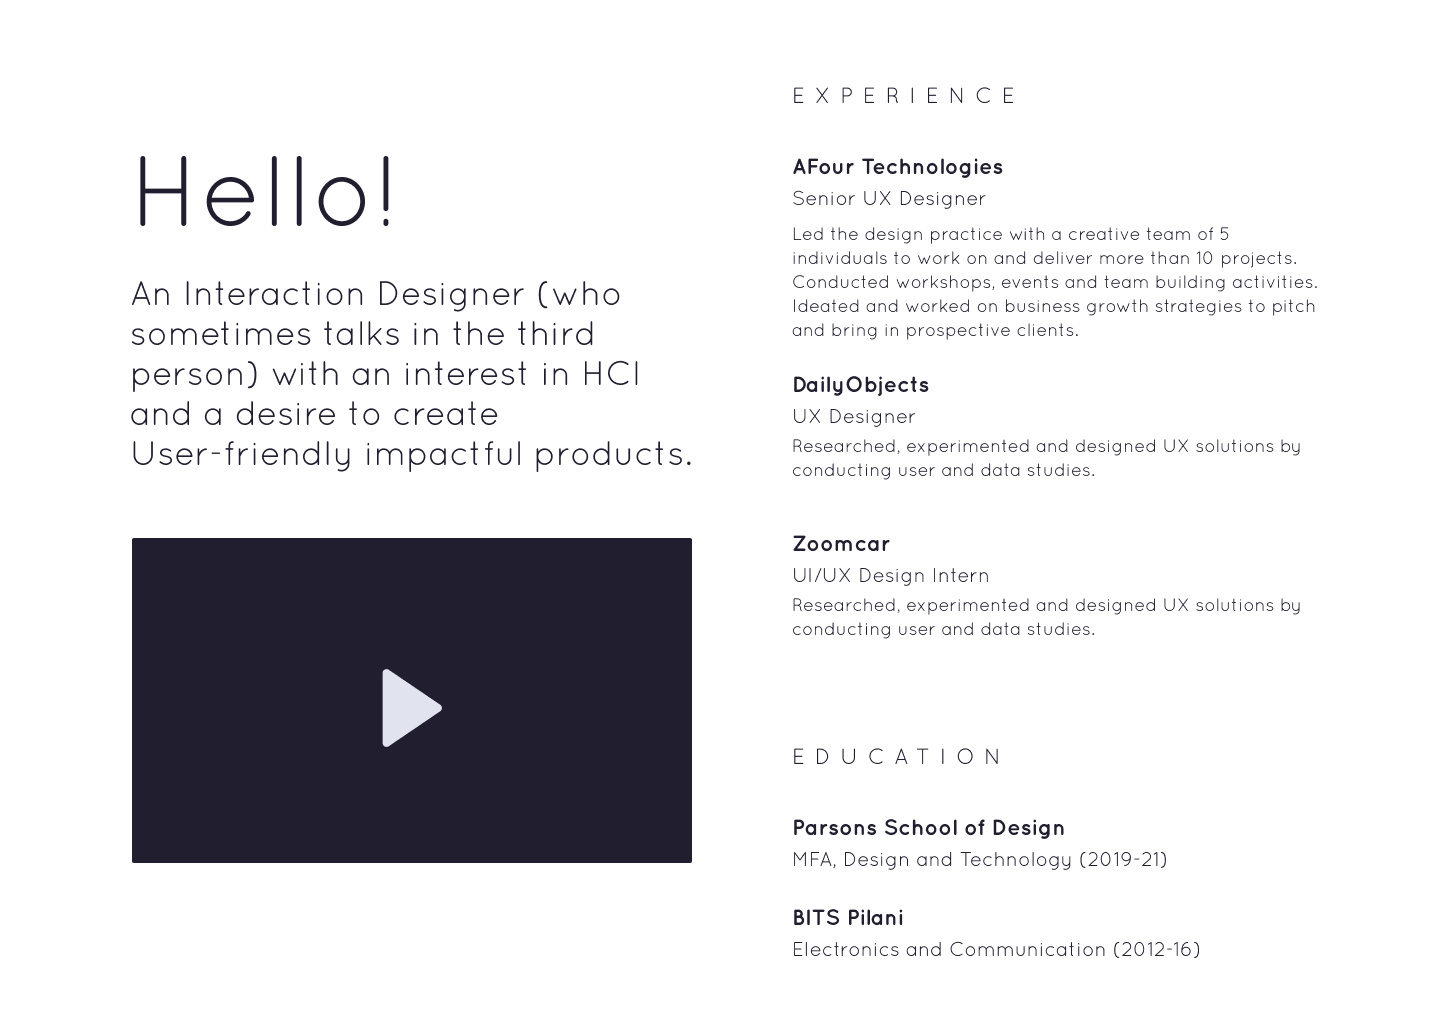 Hello!
An Interaction Designer (who
sometimes talks in the third
person) with an interest in HCI
and a desire to create
User-friendly impactful products.
EXPERIENCE
AFour Technologies
Senior UX Designer
Led the design practice with a creative team of 5
individuals to work on and deliver more than 10 projects.
Conducted workshops, events and team building activities.
Ideated and worked on business growth strategies to pitch
and bring in prospective clients.
DailyObjects
UX Designer
Researched, experimented and designed UX solutions by
conducting user and data studies.
Zoomcar
UI/UX Design Intern
Researched, experimented and designed UX solutions by
conducting user and data studies.
EDUCATION
Parsons School of Design
MFA, Design and Technology (2019-21)
BITS Pilani
Electronics and Communication (2012-16)